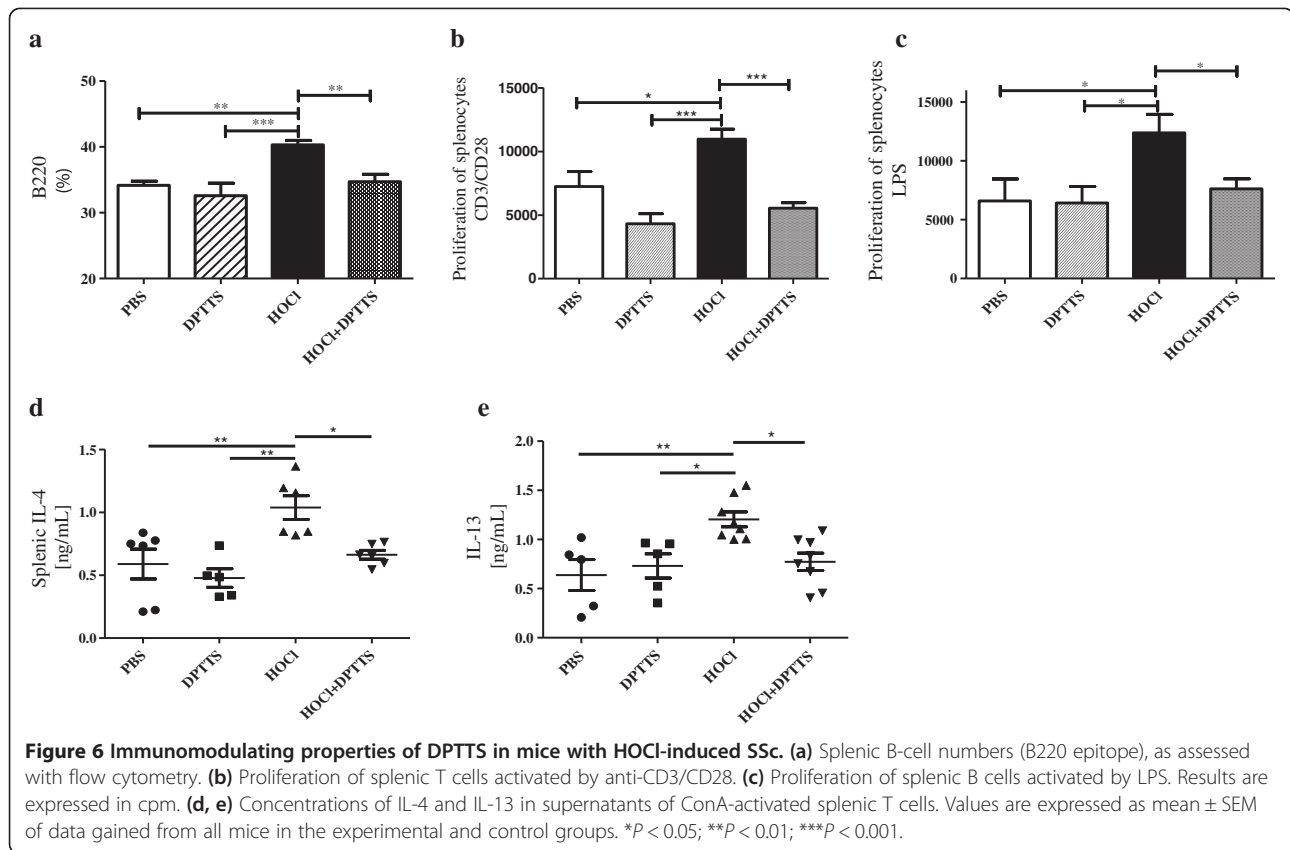 a
B220
(%)
50
40
30
20
**
**
***
PBS
DPTTS
HOCl
HOCl+DPTTS
b
Proliferation of splenocytes
CD3/CD28
15000
10000
5000
0
***
*
***
PBS
DPTTS
HOCl
HOCl+DPTTS
c
Proliferation of splenocytes
LPS
15000
10000
5000
0
*
*
*
PBS
DPTTS
HOCl
HOCl+DPTTS
d
Splenic IL-4
[ng/mL]
1.5
1.0
0.5
0.0
*
**
**
PBS
DPTTS
HOCl
HOCl+DPTTS
e
IL-13
[ng/mL]
2.0
1.5
1.0
0.5
0.0
*
**
*
PBS
DPTTS
HOCl
HOCl+DPTTS
Figure 6 Immunomodulating properties of DPTTS in mice with HOCl-induced SSc. (a) Splenic B-cell numbers (B220 epitope), as assessed
with flow cytometry. (b) Proliferation of splenic T cells activated by anti-CD3/CD28. (c) Proliferation of splenic B cells activated by LPS. Results are
expressed in cpm. (d, e) Concentrations of IL-4 and IL-13 in supernatants of ConA-activated splenic T cells. Values are expressed as mean ± SEM
of data gained from all mice in the experimental and control groups. *P < 0.05; **P < 0.01; ***P < 0.001.